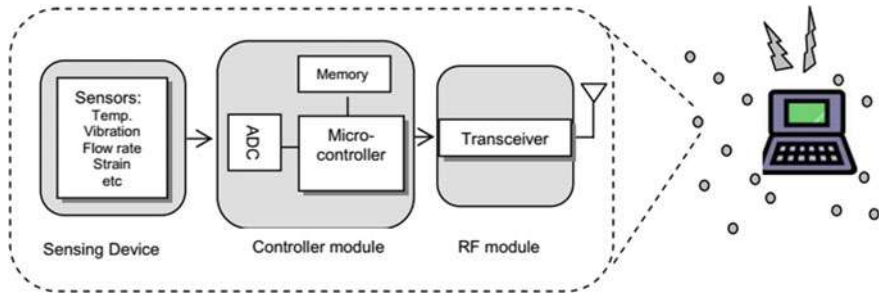 Sensors:
Temp.
Vibration
Flow rate
Strain
etc
Sensing Device
Memory
ADC
Micro-
controller
Controller module
Transceiver
RF module